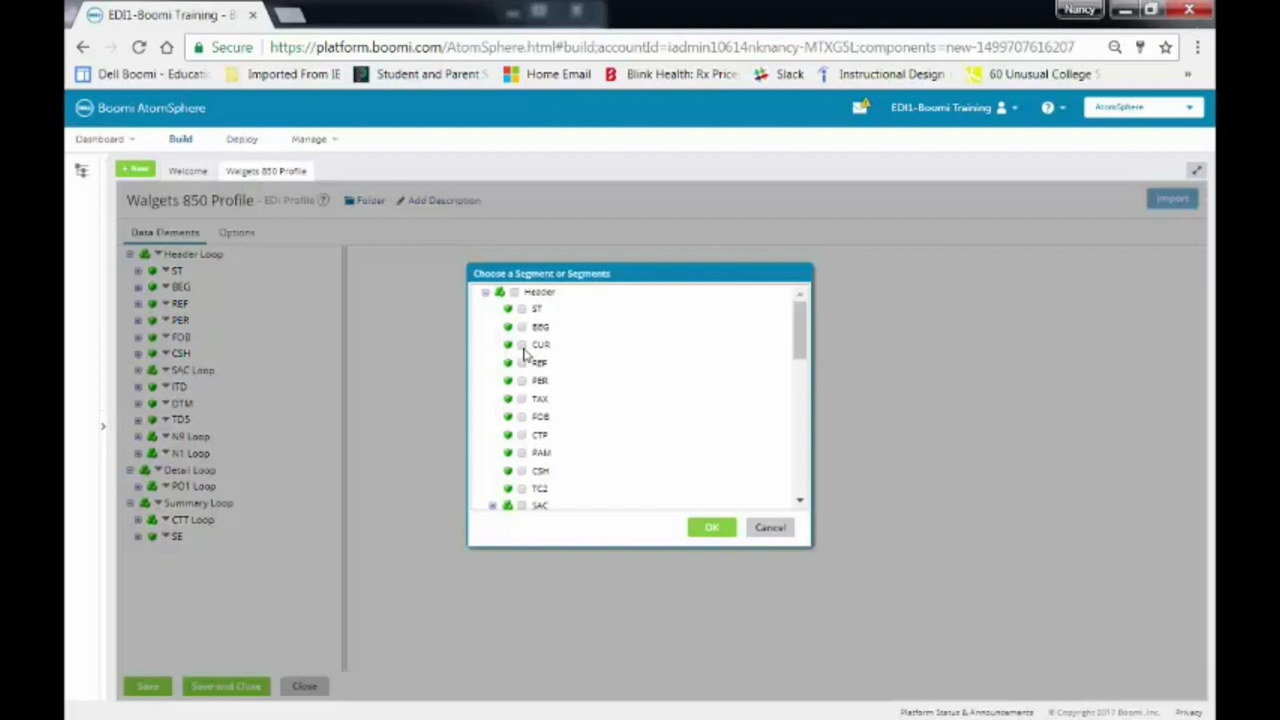 EDI1-Boomi Training - B
Nancy
Secure
https://platform.boomi.com/AtomSphere.html#build;accountId=iadmin10614nknancy-MTXG5L;components=new-1499707616207
Dell Boomi - Educati
Imported From IE
Student and Parent S
Home Email
Blink Health: Rx Price
Slack
Instructional Design
60 Unusual College S
»
Boomi AtomSphere
EDI1-Boomi Training
AtomSphere
Dashboard
Build
Deploy
Manage
+ New
Welcome
Walgets 850 Profile
Walgets 850 Profile - EDI Profile
Folder
Add Description
Import
Data Elements
Options
Header Loop
ST
BEG
REF
PER
FOB
CSH
SAC Loop
ITD
DTM
TD5
N9 Loop
N1 Loop
Detail Loop
PO1 Loop
Summary Loop
CTT Loop
SE
Choose a Segment or Segments
Header
ST
BEG
CUR
REF
PER
TAX
FOB
CTP
PAM
CSH
TC2
SAC
OK
Cancel
Save
Save and Close
Close
Platform Status & Announcements
© Copyright 2017 Boomi, Inc.
Privacy